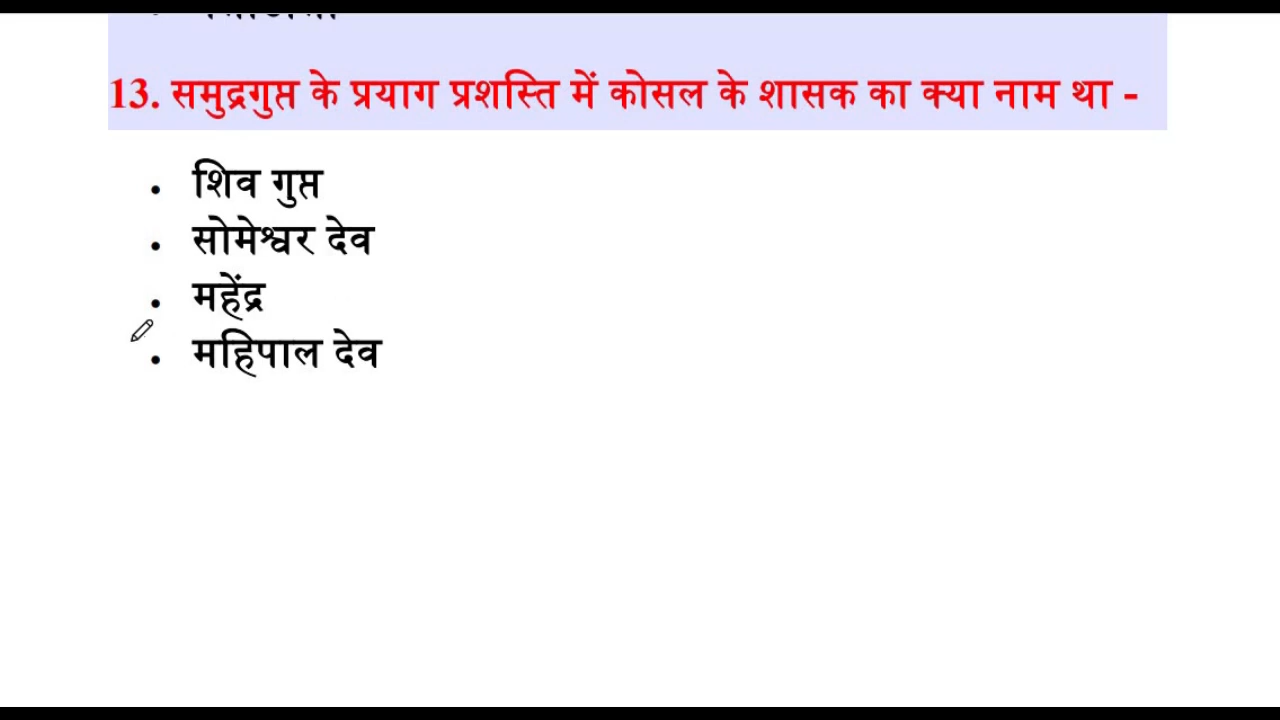 13. समुद्रगुप्त के प्रयाग प्रशस्ति में कोसल के शासक का क्या नाम था -
• शिव गुप्त
• सोमेश्वर देव
• महेंद्र
• महिपाल देव